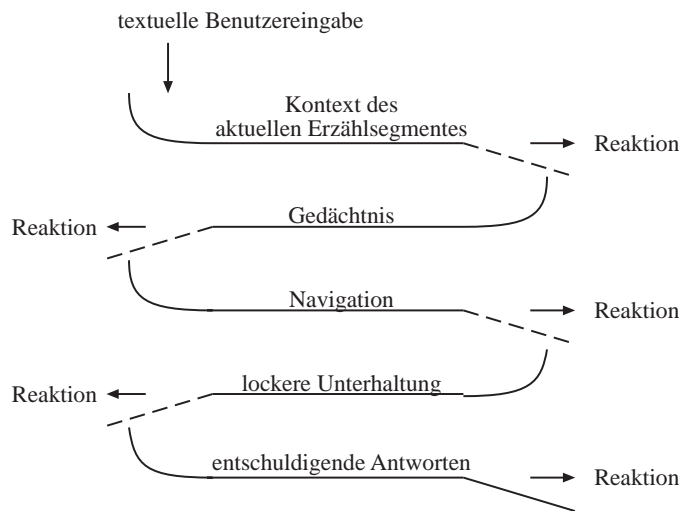 textuelle Benutzereingabe
Kontext des
aktuellen Erzählsegmentes
Reaktion
Gedächtnis
Reaktion
Navigation
Reaktion
lockere Unterhaltung
Reaktion
entschuldigende Antworten
Reaktion